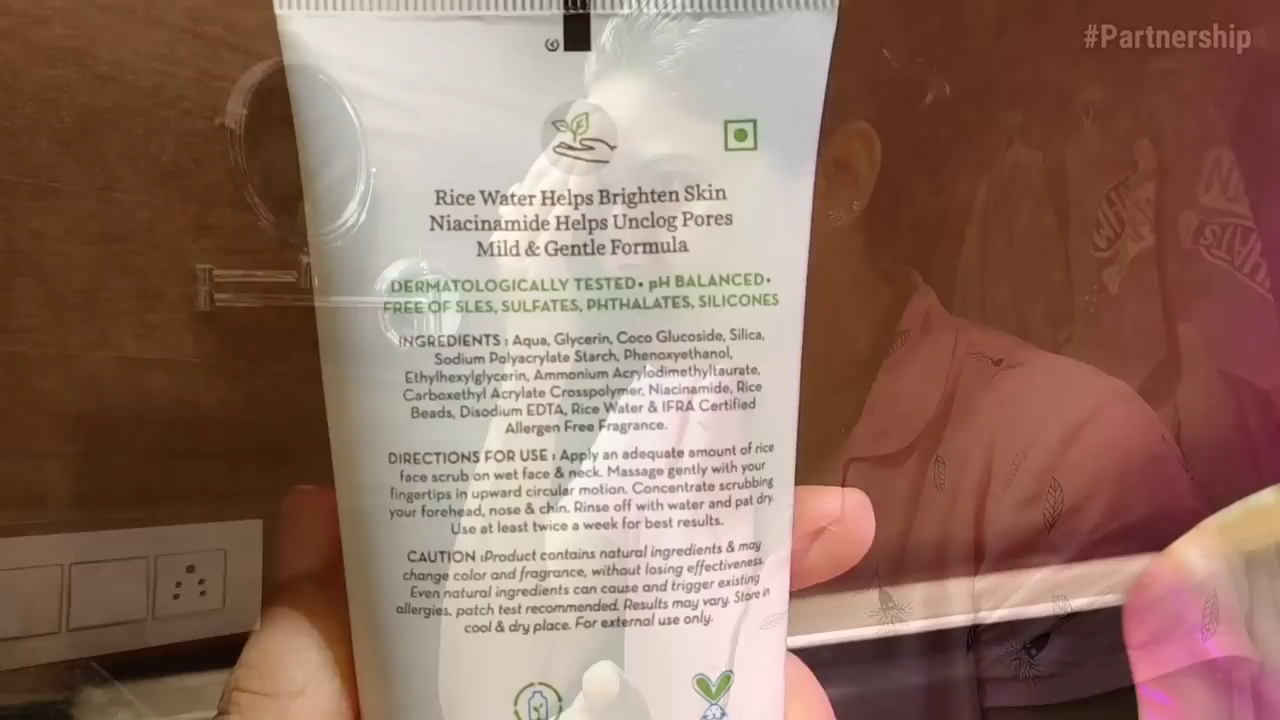 #Partnership
Rice Water Helps Brighten Skin
Niacinamide Helps Unclog Pores
Mild & Gentle Formula
DERMATOLOGICALLY TESTED • pH BALANCED •
FREE OF SLES, SULFATES, PHTHALATES, SILICONES
INGREDIENTS : Aqua, Glycerin, Coco Glucoside, Silica,
Sodium Polyacrylate Starch, Phenoxyethanol,
Ethylhexylglycerin, Ammonium Acrylodimethyltaurate,
Carboxethyl Acrylate Crosspolymer, Niacinamide, Rice
Beads, Disodium EDTA, Rice Water & IFRA Certified
Allergen Free Fragrance.
DIRECTIONS FOR USE : Apply an adequate amount of rice
face scrub on wet face & neck. Massage gently with your
fingertips in upward circular motion. Concentrate scrubbing
your forehead, nose & chin. Rinse off with water and pat dry.
Use at least twice a week for best results.
CAUTION :Product contains natural ingredients & may
change color and fragrance, without losing effectiveness.
Even natural ingredients can cause and trigger existing
allergies, patch test recommended. Results may vary. Store in
cool & dry place. For external use only.